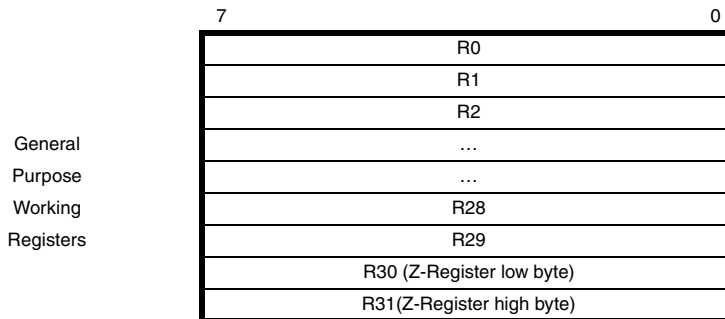 7 0
R0
R1
R2
General …
Purpose …
Working R28
Registers R29
R30 (Z-Register low byte)
R31(Z-Register high byte)